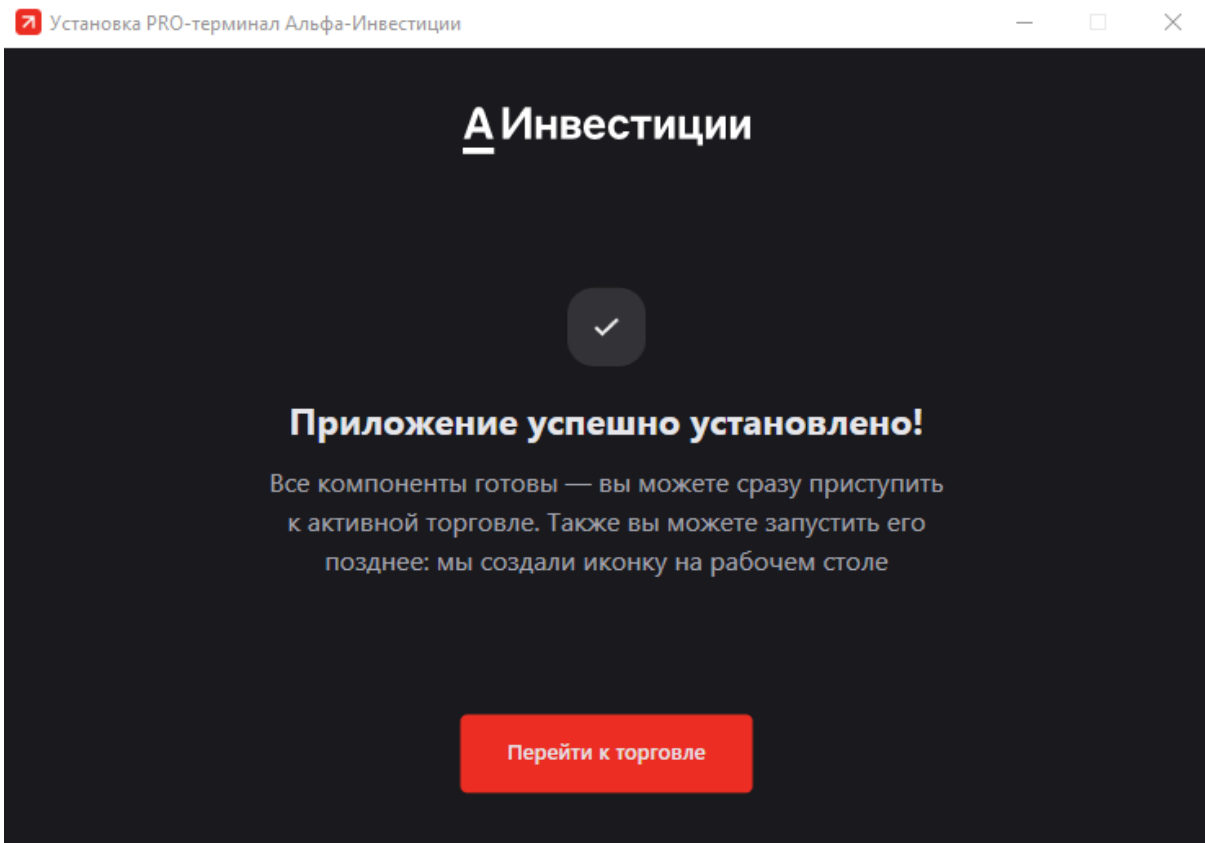 Установка PRO-терминал Альфа-Инвестиции
А Инвестиции
Приложение успешно установлено!
Все компоненты готовы — вы можете сразу приступить
к активной торговле. Также вы можете запустить его
позднее: мы создали иконку на рабочем столе
Перейти к торговле